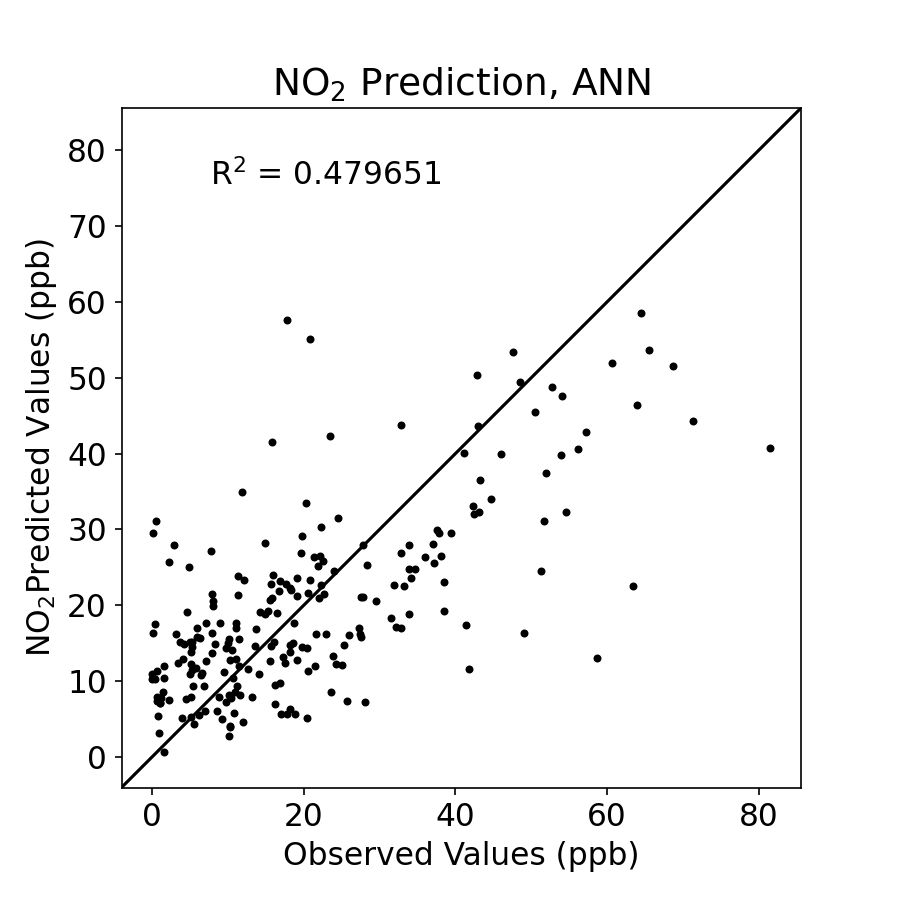 NO₂ Prediction, ANN
R² = 0.479651
NO₂Predicted Values (ppb)
80
70
60
50
40
30
20
10
0
0 20 40 60 80
Observed Values (ppb)